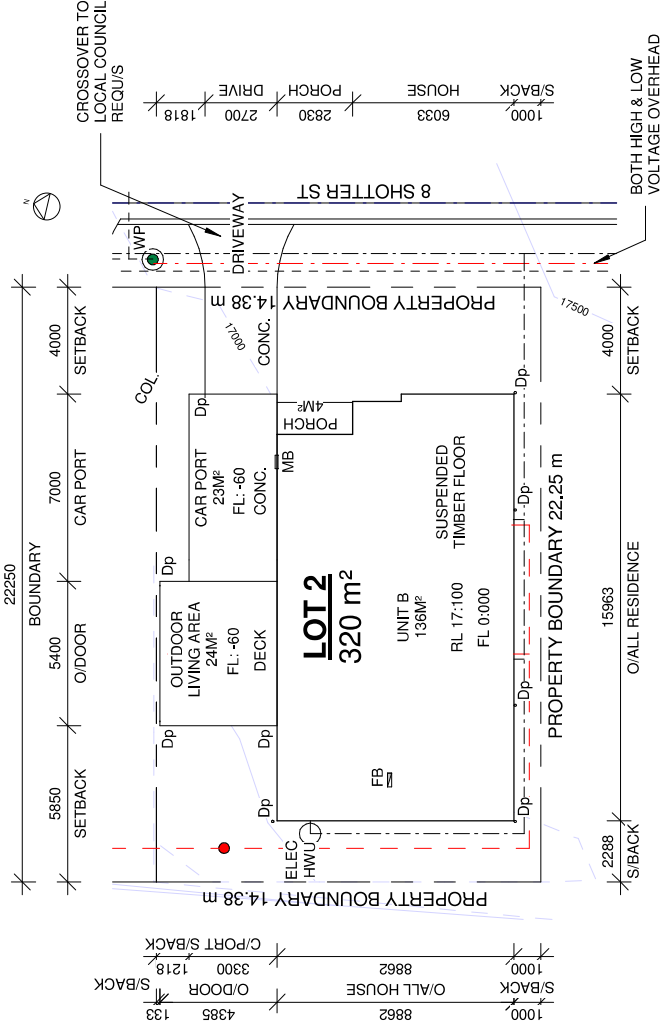 CROSSOVER TO
LOCAL COUNCIL
REQU/S
N
1818
2700
DRIVE
2830
PORCH
6033
HOUSE
1000
S/BACK
8 SHOTTER ST
WP
DRIVEWAY
BOTH HIGH & LOW
VOLTAGE OVERHEAD
22250
BOUNDARY
4000
SETBACK
7000
CAR PORT
5400
O/DOOR
5850
SETBACK
PROPERTY BOUNDARY 14.38 m
17000
17500
CONC.
COL.
Dp
CAR PORT
23M²
FL: -60
CONC.
PORCH
4M²
MB
Dp
OUTDOOR
LIVING AREA
24M²
FL: -60
DECK
Dp
Dp
Dp
LOT 2
320 m²
UNIT B
136M²
RL 17:100
FL 0:000
SUSPENDED
TIMBER FLOOR
FB
ELEC
HWU
Dp
Dp
Dp
Dp
PROPERTY BOUNDARY 22.25 m
4000
SETBACK
15963
O/ALL RESIDENCE
2288
S/BACK
PROPERTY BOUNDARY 14.38 m
1218
C/PORT S/BACK
3300
8862
1000
133
S/BACK
4385
O/DOOR
8862
O/ALL HOUSE
1000
S/BACK